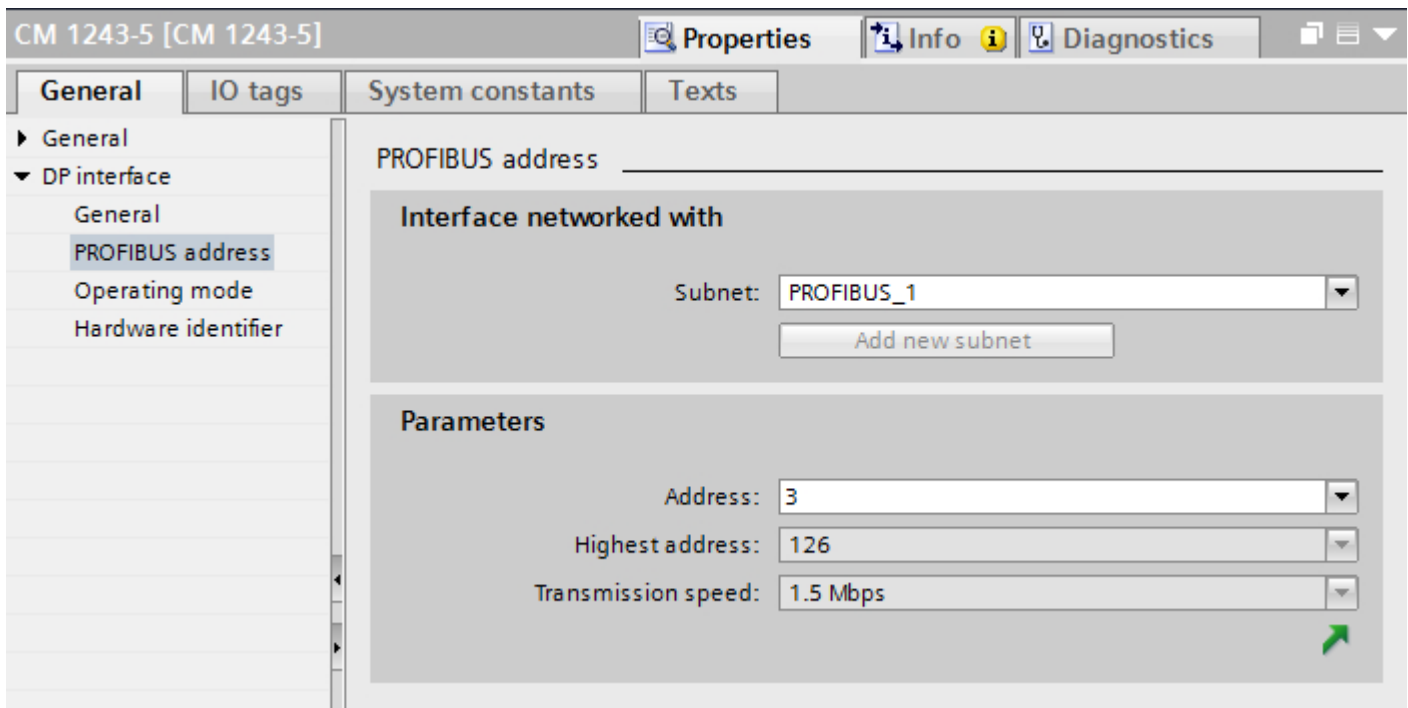 CM 1243-5 [CM 1243-5]
Properties
Info
Diagnostics
General
IO tags
System constants
Texts
General
DP interface
General
PROFIBUS address
Operating mode
Hardware identifier
PROFIBUS address
Interface networked with
Subnet: PROFIBUS_1
Add new subnet
Parameters
Address: 3
Highest address: 126
Transmission speed: 1.5 Mbps